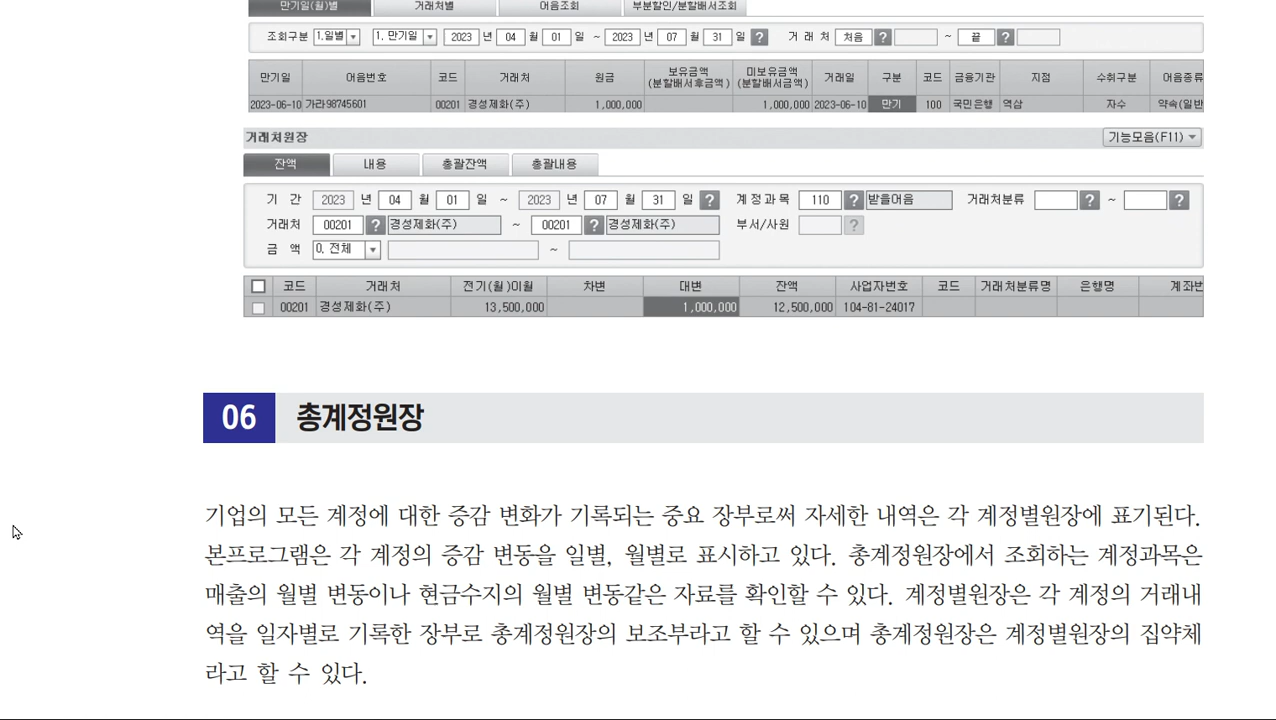 만기일(월)별 거래처별 어음조회 부분할인/분할배서조회
조회구분 1.일별 1. 만기일 2023 년 04 월 01 일 ~ 2023 년 07 월 31 일 ? 거 래 처 처음 ? ~ 끝 ?
만기일 어음번호 코드 거래처 원금 보유금액 (분할배서후금액) 미보유금액 (분할배서금액) 거래일 구분 코드 금융기관 지점 수취구분 어음종류
2023-06-10 가라98745601 00201 경성제화(주) 1,000,000 1,000,000 2023-06-10 만기 100 국민은행 역삼 자수 약속(일반
거래처원장 기능모음(F11)
잔액 내용 총괄잔액 총괄내용
기 간 2023 년 04 월 01 일 ~ 2023 년 07 월 31 일 ? 계정과목 110 ? 받을어음 거래처분류 ? ~ ?
거래처 00201 ? 경성제화(주) ~ 00201 ? 경성제화(주) 부서/사원 ?
금 액 0. 전체 ~
코드 거래처 전기(월)이월 차변 대변 잔액 사업자번호 코드 거래처분류명 은행명 계좌번
00201 경성제화(주) 13,500,000 1,000,000 12,500,000 104-81-24017
06 총계정원장
기업의 모든 계정에 대한 증감 변화가 기록되는 중요 장부로써 자세한 내역은 각 계정별원장에 표기된다.
본프로그램은 각 계정의 증감 변동을 일별, 월별로 표시하고 있다. 총계정원장에서 조회하는 계정과목은
매출의 월별 변동이나 현금수지의 월별 변동같은 자료를 확인할 수 있다. 계정별원장은 각 계정의 거래내
역을 일자별로 기록한 장부로 총계정원장의 보조부라고 할 수 있으며 총계정원장은 계정별원장의 집약체
라고 할 수 있다.